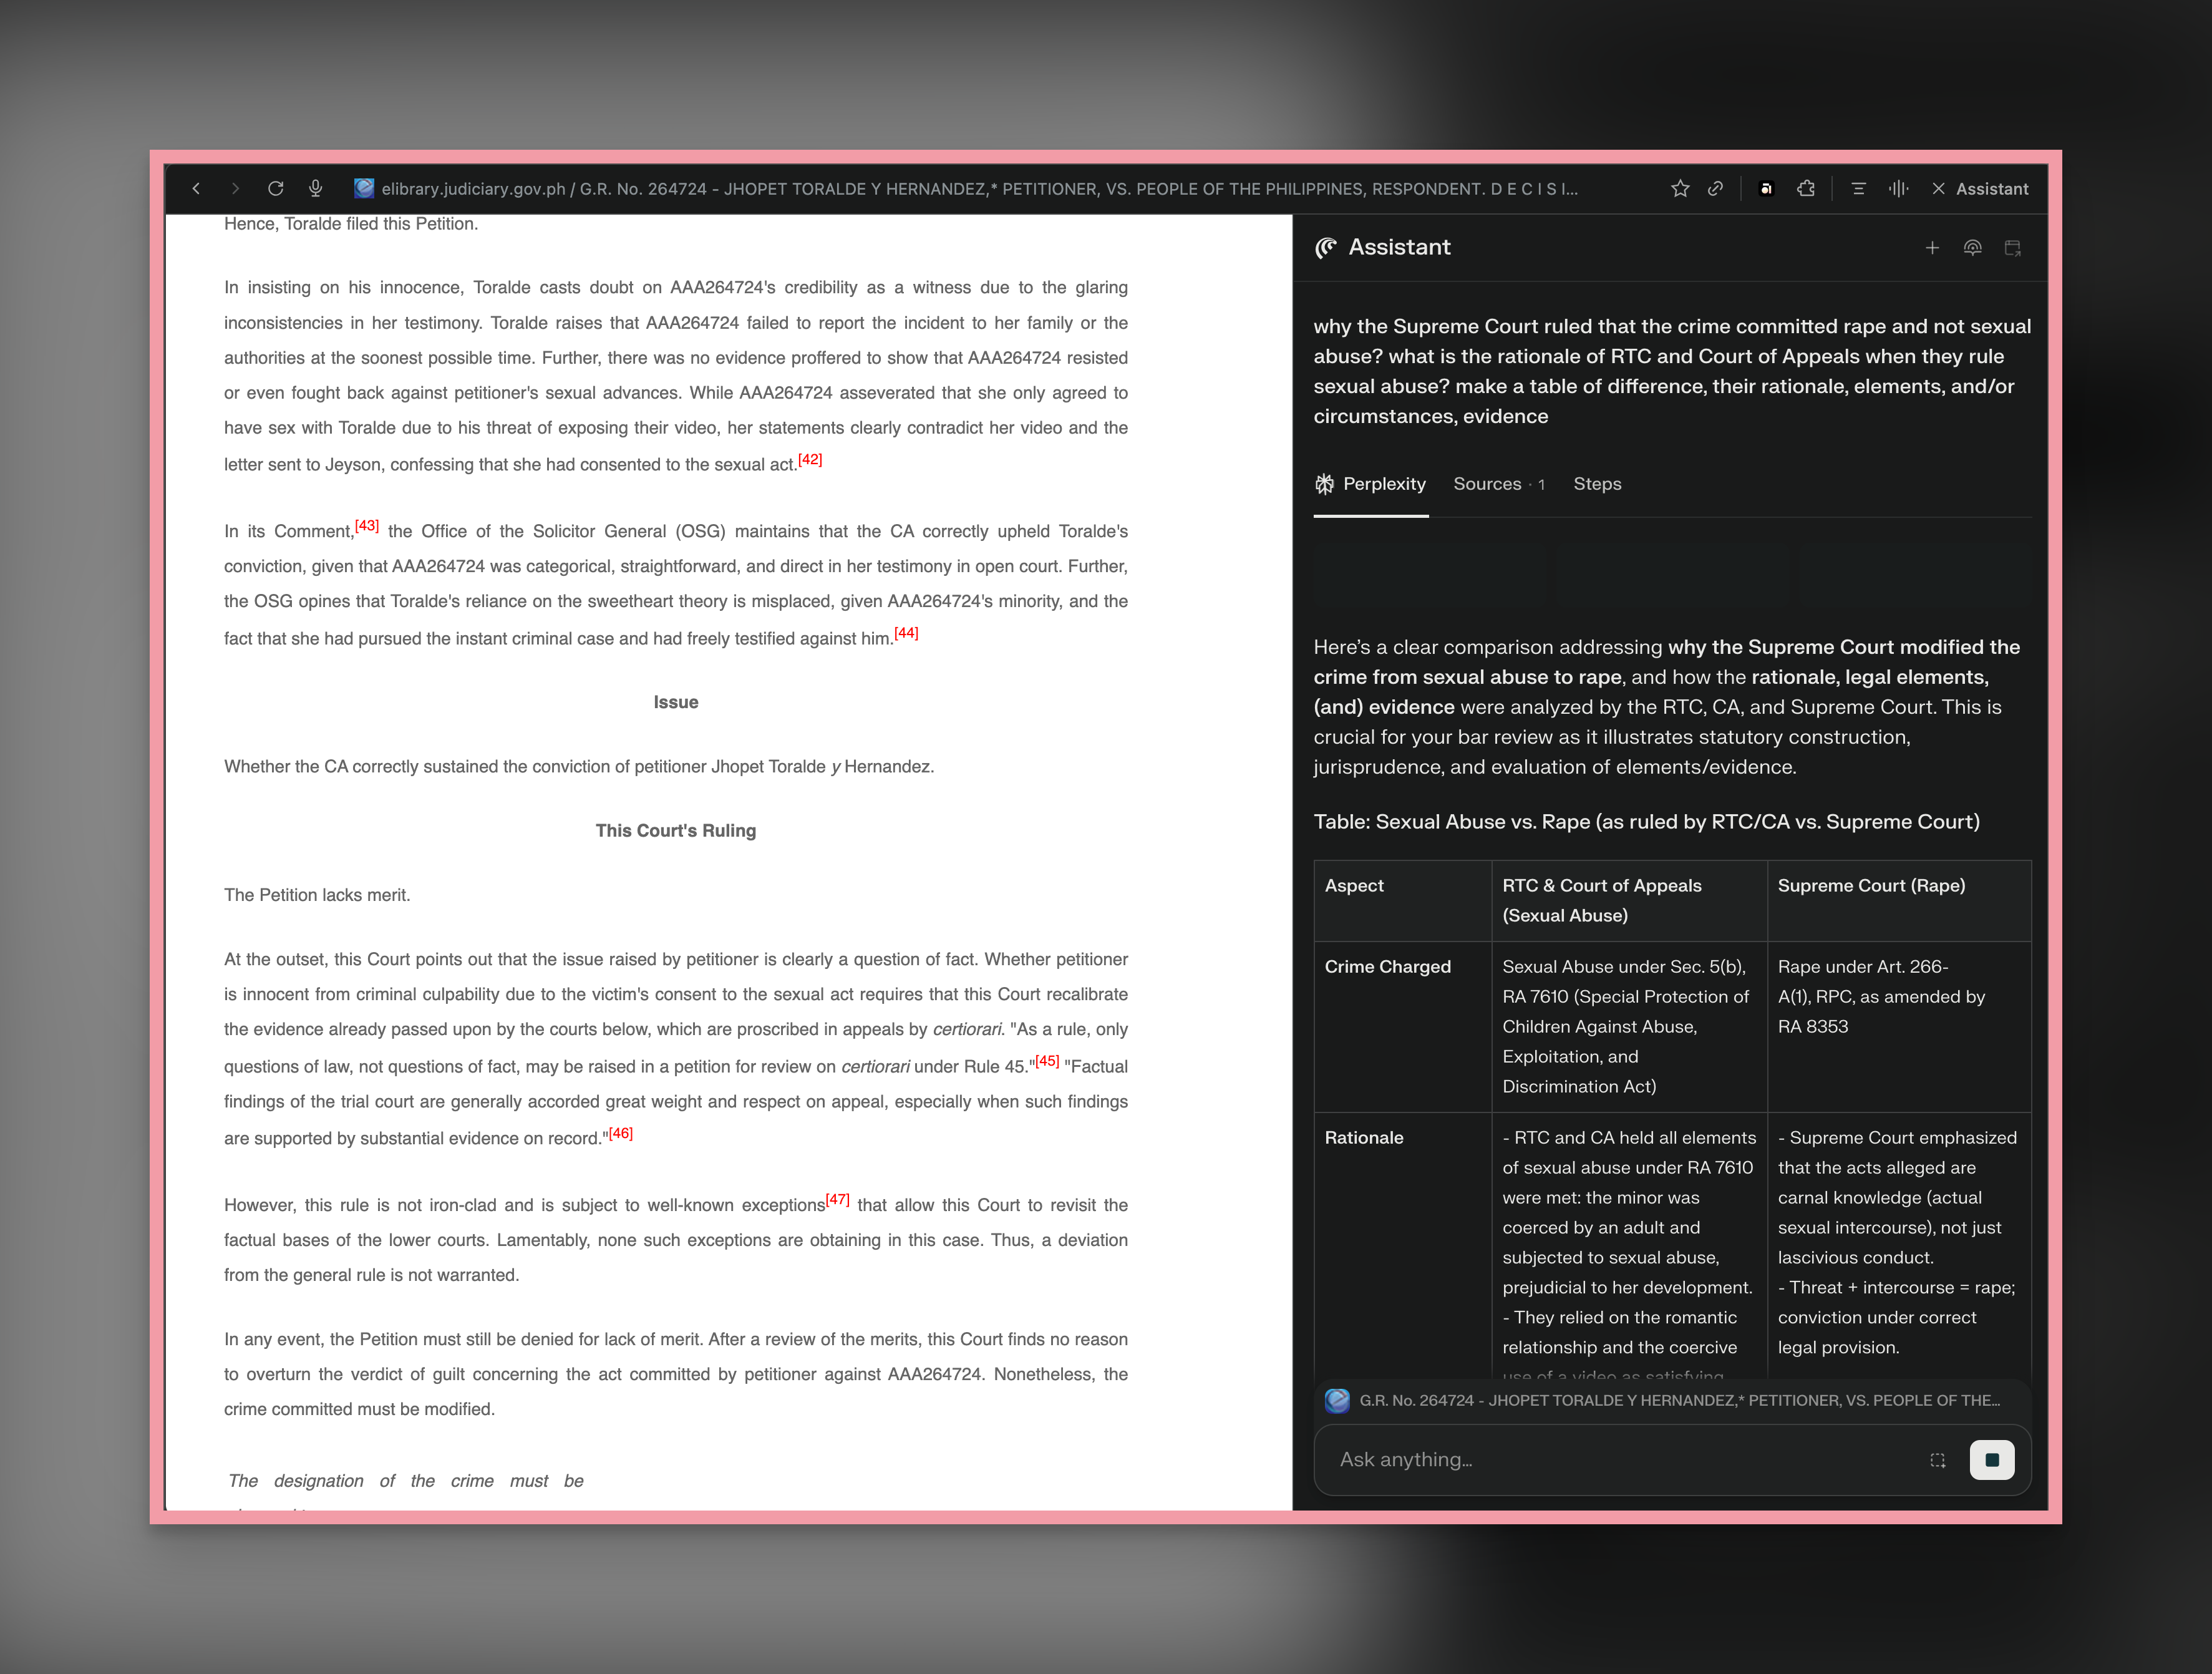 elibrary.judiciary.gov.ph / G.R. No. 264724 - JHOPET TORALDE Y HERNANDEZ,* PETITIONER, VS. PEOPLE OF THE PHILIPPINES, RESPONDENT. D E C I S I...
Assistant
Hence, Toralde filed this Petition.
In insisting on his innocence, Toralde casts doubt on AAA264724's credibility as a witness due to the glaring
inconsistencies in her testimony. Toralde raises that AAA264724 failed to report the incident to her family or the
authorities at the soonest possible time. Further, there was no evidence proffered to show that AAA264724 resisted
or even fought back against petitioner's sexual advances. While AAA264724 asseverated that she only agreed to
have sex with Toralde due to his threat of exposing their video, her statements clearly contradict her video and the
letter sent to Jeyson, confessing that she had consented to the sexual act.[42]
In its Comment,[43] the Office of the Solicitor General (OSG) maintains that the CA correctly upheld Toralde's
conviction, given that AAA264724 was categorical, straightforward, and direct in her testimony in open court. Further,
the OSG opines that Toralde's reliance on the sweetheart theory is misplaced, given AAA264724's minority, and the
fact that she had pursued the instant criminal case and had freely testified against him.[44]
Issue
Whether the CA correctly sustained the conviction of petitioner Jhopet Toralde y Hernandez.
This Court's Ruling
The Petition lacks merit.
At the outset, this Court points out that the issue raised by petitioner is clearly a question of fact. Whether petitioner
is innocent from criminal culpability due to the victim's consent to the sexual act requires that this Court recalibrate
the evidence already passed upon by the courts below, which are proscribed in appeals by certiorari. "As a rule, only
questions of law, not questions of fact, may be raised in a petition for review on certiorari under Rule 45."[45] "Factual
findings of the trial court are generally accorded great weight and respect on appeal, especially when such findings
are supported by substantial evidence on record."[46]
However, this rule is not iron-clad and is subject to well-known exceptions[47] that allow this Court to revisit the
factual bases of the lower courts. Lamentably, none such exceptions are obtaining in this case. Thus, a deviation
from the general rule is not warranted.
In any event, the Petition must still be denied for lack of merit. After a review of the merits, this Court finds no reason
to overturn the verdict of guilt concerning the act committed by petitioner against AAA264724. Nonetheless, the
crime committed must be modified.
The designation of the crime must be
Assistant
why the Supreme Court ruled that the crime committed rape and not sexual
abuse? what is the rationale of RTC and Court of Appeals when they rule
sexual abuse? make a table of difference, their rationale, elements, and/or
circumstances, evidence
Perplexity Sources · 1 Steps
Here's a clear comparison addressing why the Supreme Court modified the
crime from sexual abuse to rape, and how the rationale, legal elements,
(and) evidence were analyzed by the RTC, CA, and Supreme Court. This is
crucial for your bar review as it illustrates statutory construction,
jurisprudence, and evaluation of elements/evidence.
Table: Sexual Abuse vs. Rape (as ruled by RTC/CA vs. Supreme Court)
Aspect
RTC & Court of Appeals
(Sexual Abuse)
Supreme Court (Rape)
Crime Charged
Sexual Abuse under Sec. 5(b),
RA 7610 (Special Protection of
Children Against Abuse,
Exploitation, and
Discrimination Act)
Rape under Art. 266-
A(1), RPC, as amended by
RA 8353
Rationale
- RTC and CA held all elements
of sexual abuse under RA 7610
were met: the minor was
coerced by an adult and
subjected to sexual abuse,
prejudicial to her development.
- They relied on the romantic
relationship and the coercive
use of a video as satisfying
- Supreme Court emphasized
that the acts alleged are
carnal knowledge (actual
sexual intercourse), not just
lascivious conduct.
- Threat + intercourse = rape;
conviction under correct
legal provision.
G.R. No. 264724 - JHOPET TORALDE Y HERNANDEZ,* PETITIONER, VS. PEOPLE OF THE...
Ask anything...